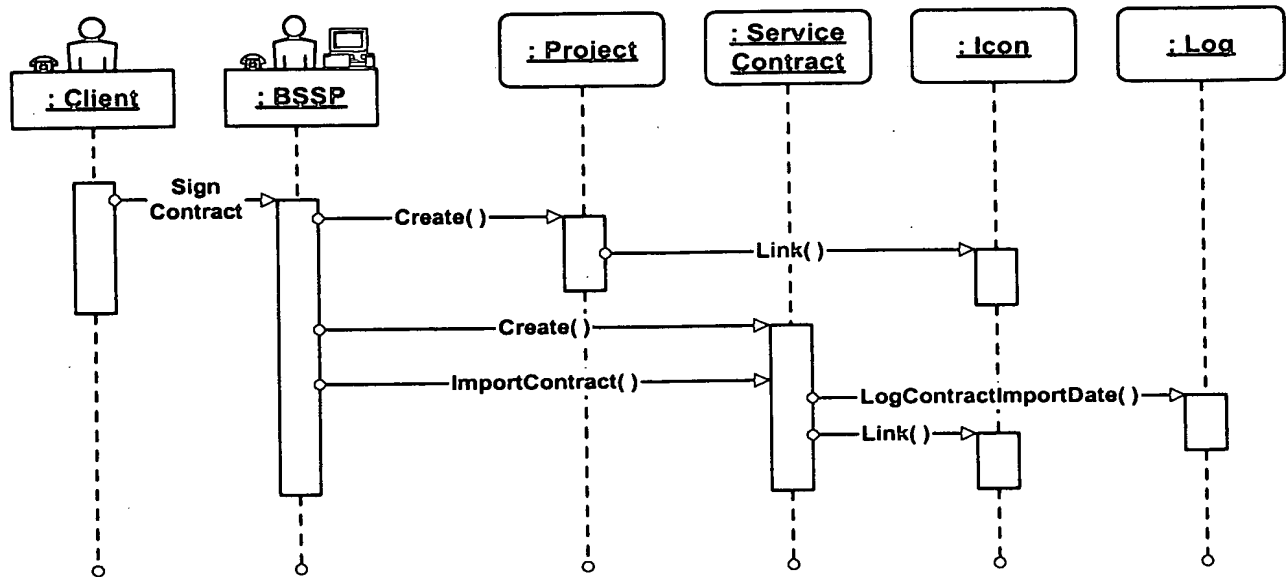 : Client
: BSSP
: Project
: Service
Contract
: Icon
: Log
Sign
Contract
Create( )
Link( )
Create( )
ImportContract( )
LogContractImportDate( )
Link( )